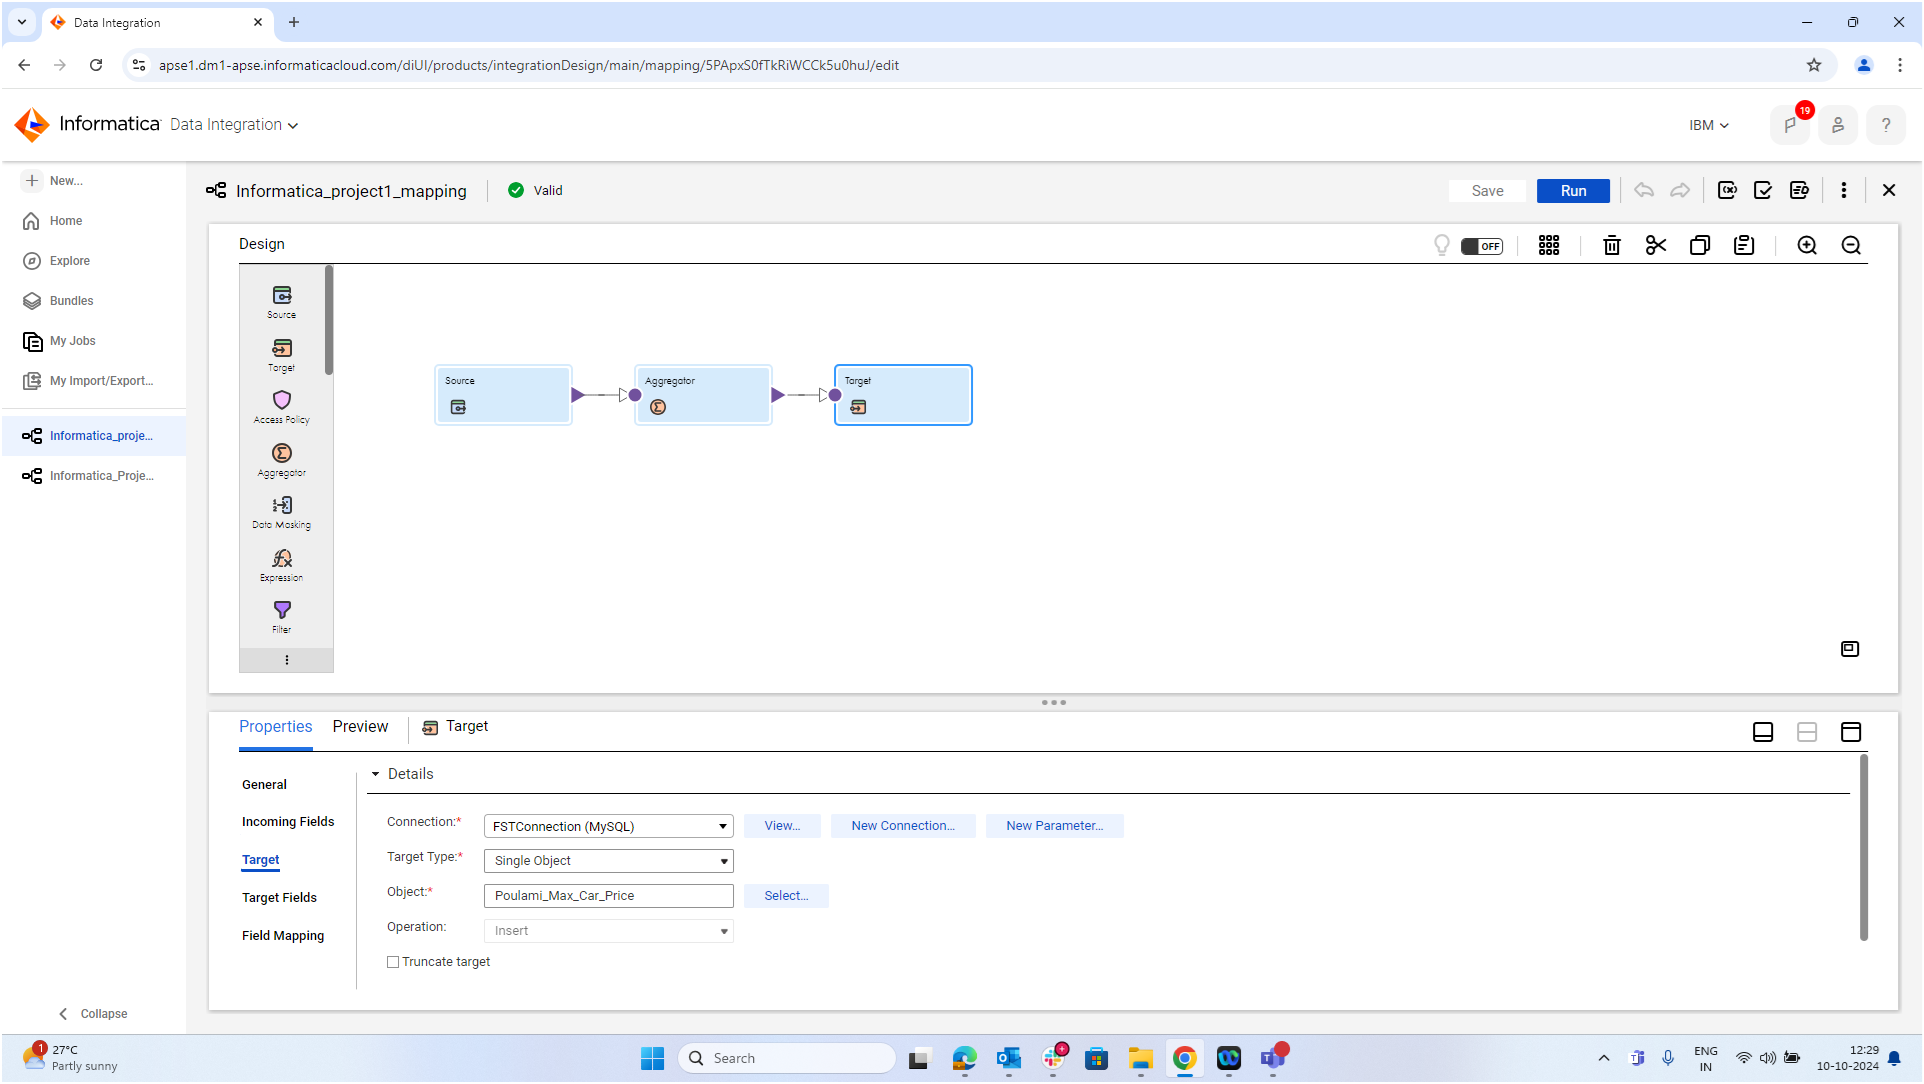 Data Integration
apse1.dm1-apse.informaticacloud.com/diUI/products/integrationDesign/main/mapping/5PApxS0fTkRiWCCk5u0huJ/edit
Informatica Data Integration
IBM
19
?
New...
Home
Explore
Bundles
My Jobs
My Import/Export...
Informatica_proje...
Informatica_Proje...
Collapse
Informatica_project1_mapping
Valid
Save
Run
Design
OFF
Source
Target
Access Policy
Aggregator
Data Masking
Expression
Filter
Source
Aggregator
Target
Properties
Preview
Target
General
Incoming Fields
Target
Target Fields
Field Mapping
Details
Connection:* FSTConnection (MySQL) View... New Connection... New Parameter...
Target Type:* Single Object
Object:* Poulami_Max_Car_Price Select...
Operation: Insert
Truncate target
1
27°C
Partly sunny
Search
ENG
IN
12:29
10-10-2024